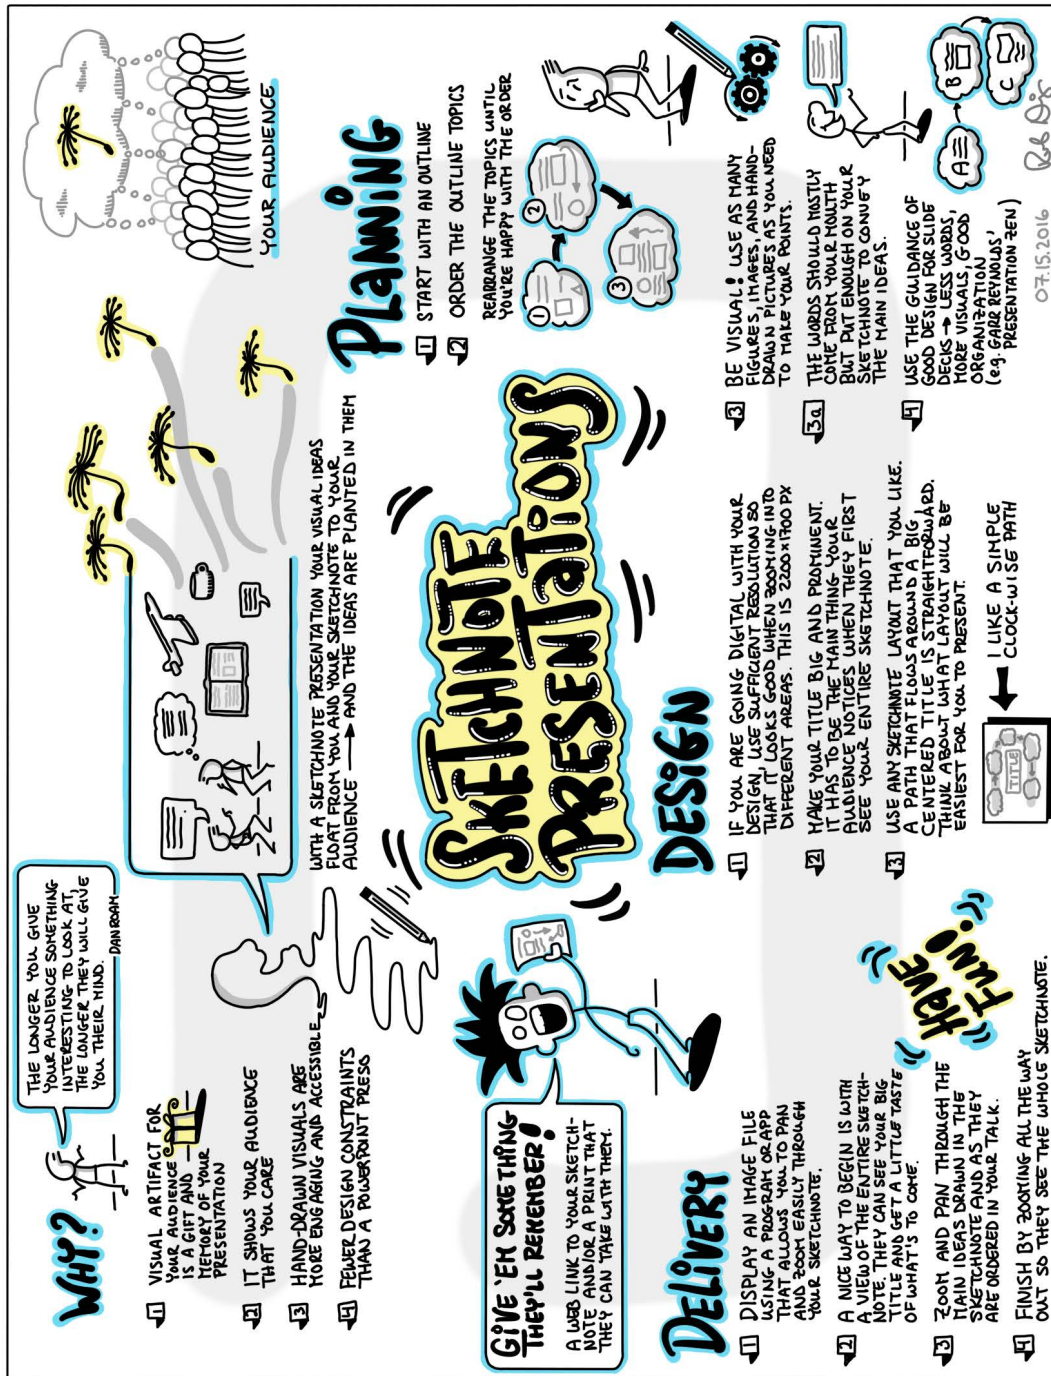 WHY?
THE LONGER YOU GIVE
YOUR AUDIENCE SOMETHING
INTERESTING TO LOOK AT,
THE LONGER THEY WILL GIVE
YOU THEIR MIND.
DAN ROAM
1 VISUAL ARTIFACT FOR
YOUR AUDIENCE
IS A GIFT AND
MEMORY OF YOUR
PRESENTATION
2 IT SHOWS YOUR AUDIENCE
THAT YOU CARE
3 HAND-DRAWN VISUALS ARE
MORE ENGAGING AND ACCESSIBLE
4 FEWER DESIGN CONSTRAINTS
THAN A POWERPOINT PRESO
WITH A SKETCHNOTE PRESENTATION YOUR VISUAL IDEAS
FLOAT FROM YOU AND YOUR SKETCHNOTE TO YOUR
AUDIENCE → AND THE IDEAS ARE PLANTED IN THEM
YOUR AUDIENCE
SKETCHNOTE
PRESENTATIONS
PLANNING
1 START WITH AN OUTLINE
2 ORDER THE OUTLINE TOPICS
REARRANGE THE TOPICS UNTIL
YOU'RE HAPPY WITH THE ORDER
1
2
3
3 BE VISUAL! USE AS MANY
FIGURES, IMAGES, AND HAND-
DRAWN PICTURES, AS YOU NEED
TO MAKE YOUR POINTS.
3a THE WORDS SHOULD MOSTLY
COME FROM YOUR MOUTH
BUT PUT ENOUGH ON YOUR
SKETCHNOTE TO CONVEY
THE MAIN IDEAS.
4 USE THE GUIDANCE OF
GOOD DESIGN FOR SLIDE
DECKS → LESS WORDS,
MORE VISUALS, GOOD
ORGANIZATION
(e.g. GARR REYNOLDS'
PRESENTATION ZEN)
A
B
C
DESIGN
1 IF YOU ARE GOING DIGITAL WITH YOUR
DESIGN, USE SUFFICIENT RESOLUTION SO
THAT IT LOOKS GOOD WHEN ZOOMING INTO
DIFFERENT AREAS. THIS IS 2200 x 1700 PX
2 MAKE YOUR TITLE BIG AND PROMINENT.
IT HAS TO BE THE MAIN THING YOUR
AUDIENCE NOTICES WHEN THEY FIRST
SEE YOUR ENTIRE SKETCHNOTE.
3 USE ANY SKETCHNOTE LAYOUT THAT YOU LIKE.
A PATH THAT FLOWS AROUND A BIG
CENTERED TITLE IS STRAIGHTFORWARD.
THINK ABOUT WHAT LAYOUT WILL BE
EASIEST FOR YOU TO PRESENT.
TITLE
I LIKE A SIMPLE
CLOCK-WISE PATH
GIVE 'EM SOMETHING
THEY'LL REMEMBER!
A WEB LINK TO YOUR SKETCH-
NOTE AND/OR A PRINT THAT
THEY CAN TAKE WITH THEM.
DELIVERY
1 DISPLAY AN IMAGE FILE
USING A PROGRAM OR APP
THAT ALLOWS YOU TO PAN
AND ZOOM EASILY THROUGH
YOUR SKETCHNOTE.
2 A NICE WAY TO BEGIN IS WITH
A VIEW OF THE ENTIRE SKETCH-
NOTE. THEY CAN SEE YOUR BIG
TITLE AND GET A LITTLE TASTE
OF WHAT'S TO COME.
3 ZOOM AND PAN THROUGH THE
MAIN IDEAS DRAWN IN THE
SKETCHNOTE AND AS THEY
ARE ORDERED IN YOUR TALK.
4 FINISH BY ZOOMING ALL THE WAY
OUT SO THEY SEE THE WHOLE SKETCHNOTE.
HAVE
FUN!
07.15.2016